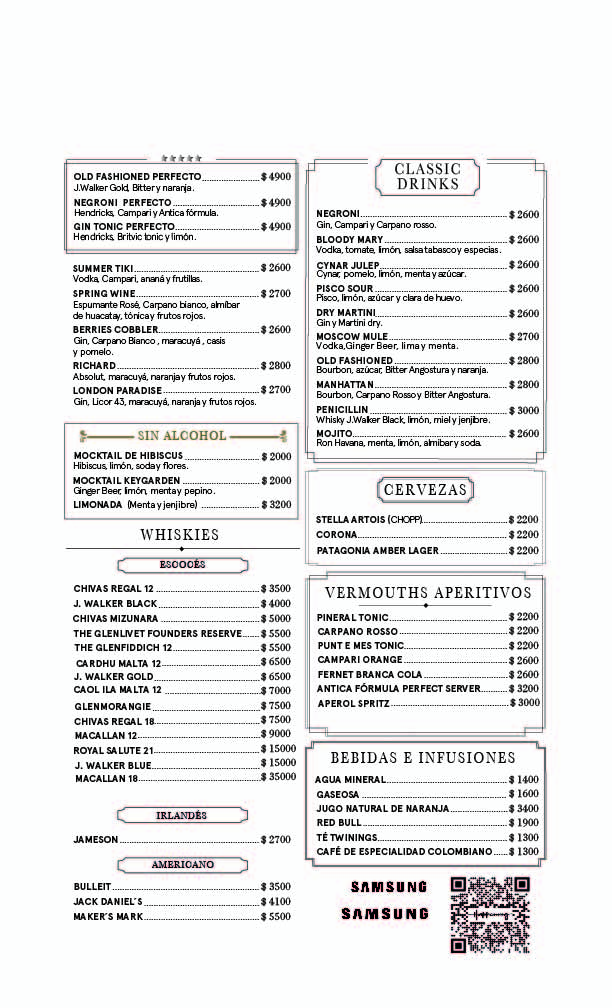 OLD FASHIONED PERFECTO $ 4900
J.Walker Gold, Bitter y naranja.
NEGRONI PERFECTO $ 4900
Hendricks, Campari y Antica fórmula.
GIN TONIC PERFECTO $ 4900
Hendricks, Britvic tonic y limón.
SUMMER TIKI $ 2600
Vodka, Campari, ananá y frutillas.
SPRING WINE $ 2700
Espumante Rosé, Carpano bianco, almíbar
de huacatay, tónica y frutos rojos.
BERRIES COBBLER $ 2600
Gin, Carpano Bianco , maracuyá , casis
y pomelo.
RICHARD $ 2800
Absolut, maracuyá, naranja y frutos rojos.
LONDON PARADISE $ 2700
Gin, Licor 43, maracuyá, naranja y frutos rojos.
SIN ALCOHOL
MOCKTAIL DE HIBISCUS $ 2000
Hibiscus, limón, soda y flores.
MOCKTAIL KEYGARDEN $ 2000
Ginger Beer, limón, menta y pepino.
LIMONADA (Menta y jenjibre) $ 3200
WHISKIES
ESCOCÉS
CHIVAS REGAL 12 $ 3500
J. WALKER BLACK $ 4000
CHIVAS MIZUNARA $ 5000
THE GLENLIVET FOUNDERS RESERVE $ 5500
THE GLENFIDDICH 12 $ 5500
CARDHU MALTA 12 $ 6500
J. WALKER GOLD $ 6500
CAOL ILA MALTA 12 $ 7000
GLENMORANGIE $ 7500
CHIVAS REGAL 18 $ 7500
MACALLAN 12 $ 9000
ROYAL SALUTE 21 $ 15000
J. WALKER BLUE $ 15000
MACALLAN 18 $ 35000
IRLANDÉS
JAMESON $ 2700
AMERICANO
BULLEIT $ 3500
JACK DANIEL'S $ 4100
MAKER'S MARK $ 5500
CLASSIC
DRINKS
NEGRONI $ 2600
Gin, Campari y Carpano rosso.
BLOODY MARY $ 2600
Vodka, tomate, limón, salsa tabasco y especias.
CYNAR JULEP $ 2600
Cynar, pomelo, limón, menta y azúcar.
PISCO SOUR $ 2600
Pisco, limón, azúcar y clara de huevo.
DRY MARTINI $ 2600
Gin y Martini dry.
MOSCOW MULE $ 2700
Vodka,Ginger Beer, lima y menta.
OLD FASHIONED $ 2800
Bourbon, azúcar, Bitter Angostura y naranja.
MANHATTAN $ 2800
Bourbon, Carpano Rosso y Bitter Angostura.
PENICILLIN $ 3000
Whisky J.Walker Black, limón, miel y jenjibre.
MOJITO $ 2600
Ron Havana, menta, limón, almíbar y soda.
CERVEZAS
STELLA ARTOIS (CHOPP) $ 2200
CORONA $ 2200
PATAGONIA AMBER LAGER $ 2200
VERMOUTHS APERITIVOS
PINERAL TONIC $ 2200
CARPANO ROSSO $ 2200
PUNT E MES TONIC $ 2200
CAMPARI ORANGE $ 2600
FERNET BRANCA COLA $ 2600
ANTICA FÓRMULA PERFECT SERVER $ 3200
APEROL SPRITZ $ 3000
BEBIDAS E INFUSIONES
AGUA MINERAL $ 1400
GASEOSA $ 1600
JUGO NATURAL DE NARANJA $ 3400
RED BULL $ 1900
TÉ TWININGS $ 1300
CAFÉ DE ESPECIALIDAD COLOMBIANO $ 1300
SAMSUNG
SAMSUNG